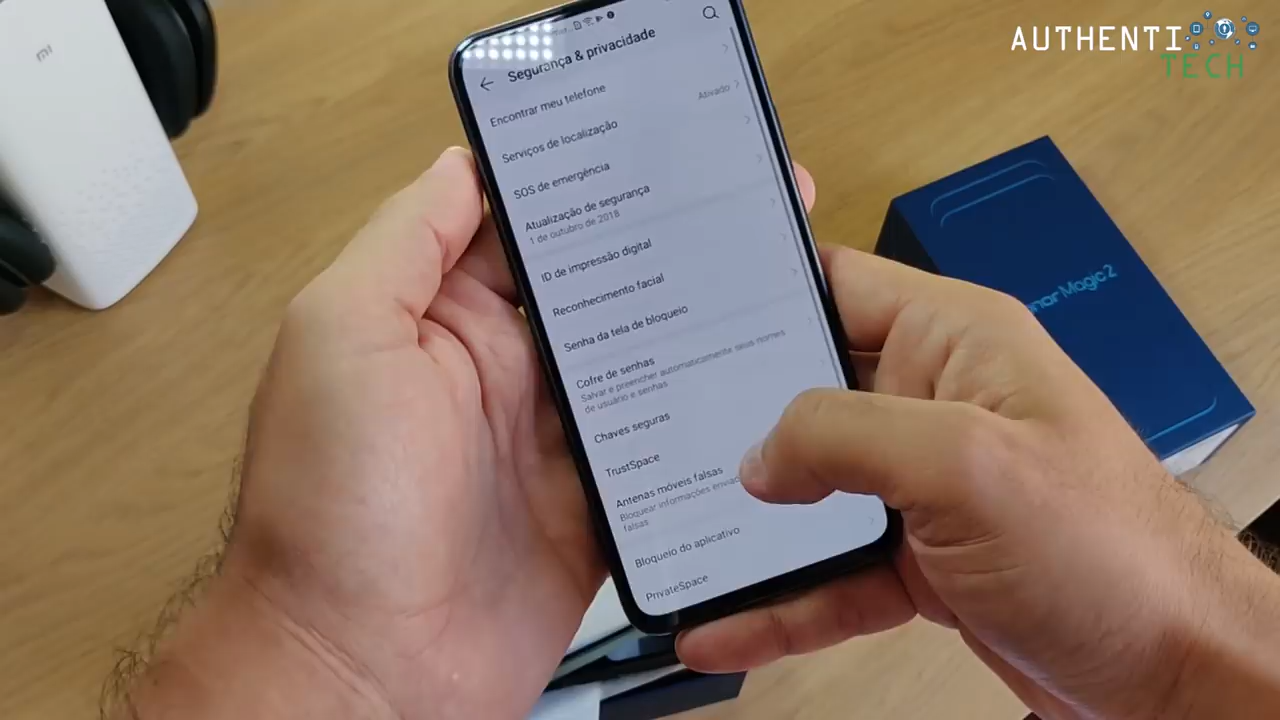 AUTHENTI
TECH
Segurança & privacidade
Encontrar meu telefone
Ativado
Serviços de localização
SOS de emergência
Atualização de segurança
1 de outubro de 2018
ID de impressão digital
Reconhecimento facial
Senha da tela de bloqueio
Cofre de senhas
Salvar e preencher automaticamente seus nomes
de usuário e senhas
Chaves seguras
TrustSpace
Antenas móveis falsas
Bloquear informações
falsas
Bloqueio do aplicativo
PrivateSpace
Magic2
mi